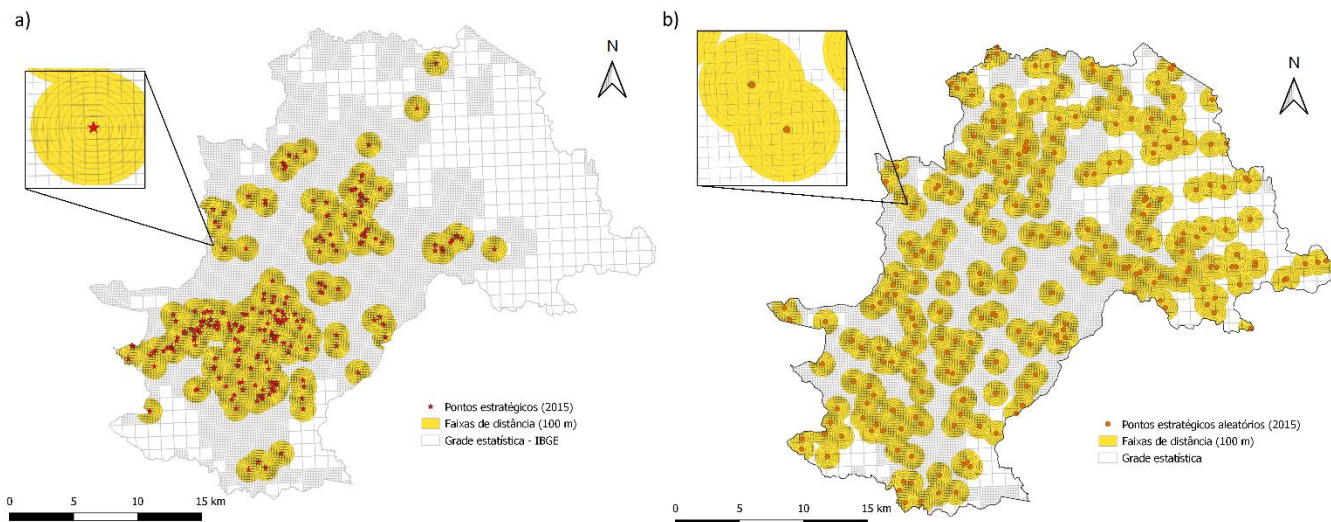 a)
N
Pontos estratégicos (2015)
Faixas de distância (100 m)
Grade estatística - IBGE
0 5 10 15 km
b)
N
Pontos estratégicos aleatórios (2015)
Faixas de distância (100 m)
Grade estatística
0 5 10 15 km